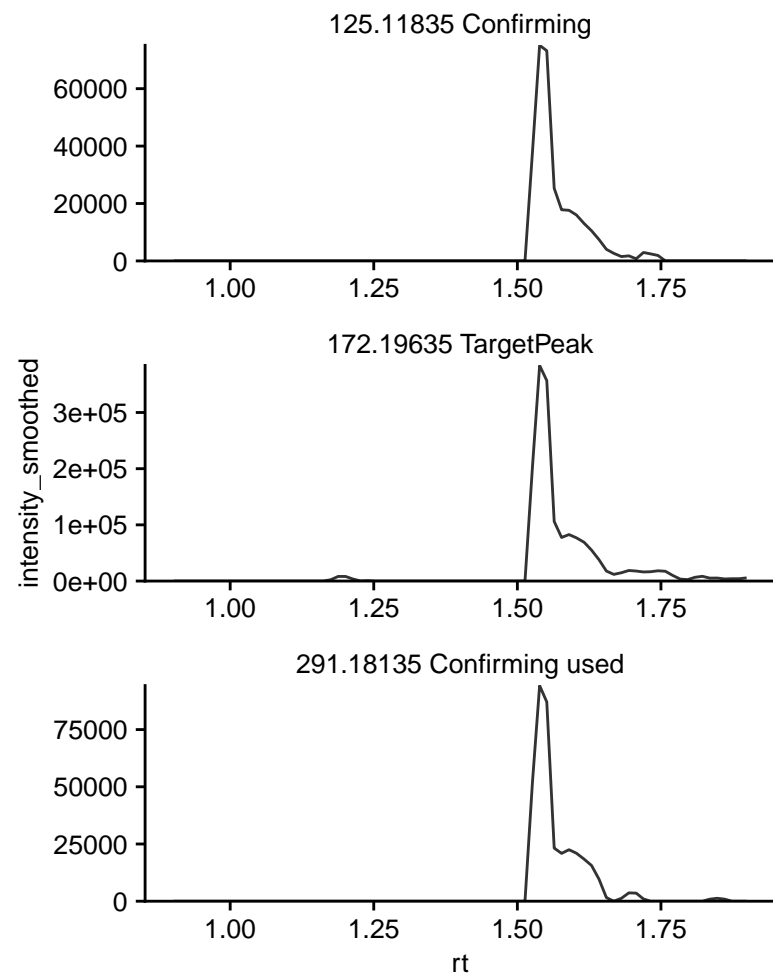 125.11835 Confirming
60000
40000
20000
0
1.00 1.25 1.50 1.75
172.19635 TargetPeak
intensity_smoothed
3e+05
2e+05
1e+05
0e+00
1.00 1.25 1.50 1.75
291.18135 Confirming used
75000
50000
25000
0
1.00 1.25 1.50 1.75
rt